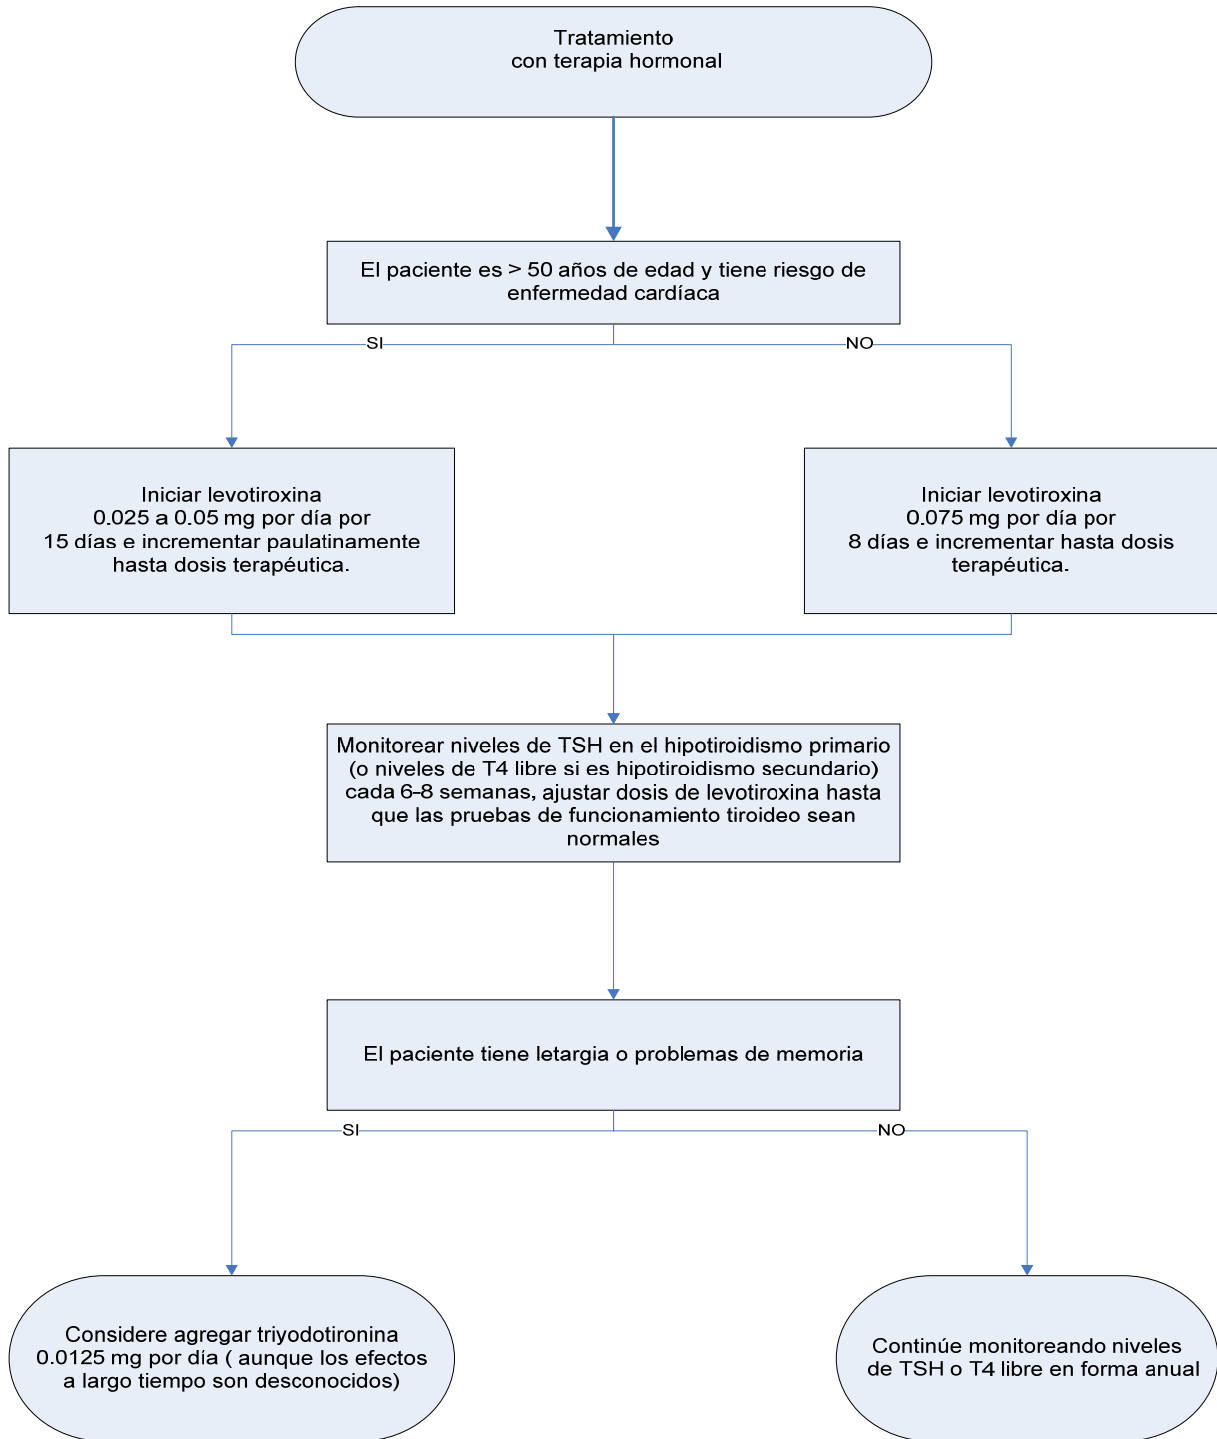 Tratamiento
con terapia hormonal
El paciente es > 50 años de edad y tiene riesgo de
enfermedad cardíaca
SI
NO
Iniciar levotiroxina
0.025 a 0.05 mg por día por
15 días e incrementar paulatinamente
hasta dosis terapéutica.
Iniciar levotiroxina
0.075 mg por día por
8 días e incrementar hasta dosis
terapéutica.
Monitorear niveles de TSH en el hipotiroidismo primario
(o niveles de T4 libre si es hipotiroidismo secundario)
cada 6-8 semanas, ajustar dosis de levotiroxina hasta
que las pruebas de funcionamiento tiroideo sean
normales
El paciente tiene letargia o problemas de memoria
SI
NO
Considere agregar triyodotironina
0.0125 mg por día ( aunque los efectos
a largo tiempo son desconocidos)
Continúe monitoreando niveles
de TSH o T4 libre en forma anual